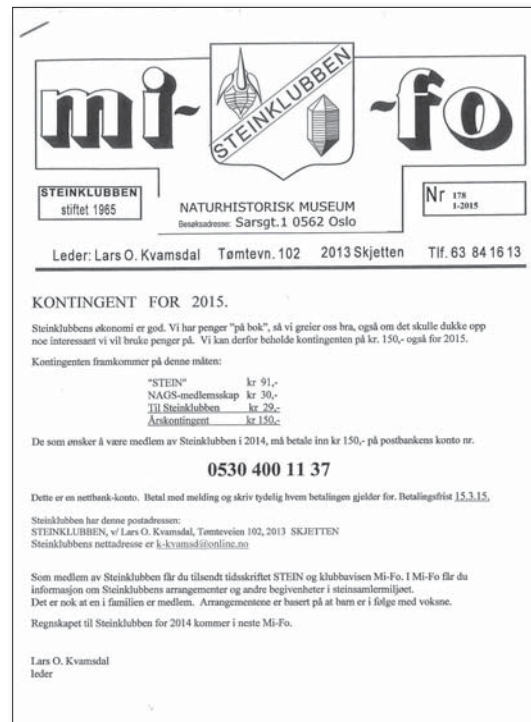 mi-
STEINKLUBBEN
-fo
STEINKLUBBEN
stiftet 1965
NATURHISTORISK MUSEUM
Besøksadresse: Sarsgt.1 0562 Oslo
Nr 178
1-2015
Leder: Lars O. Kvamsdal Tømtevn. 102 2013 Skjetten Tlf. 63 84 16 13
KONTINGENT FOR 2015.
Steinklubbens økonomi er god. Vi har penger "på bok", så vi greier oss bra, også om det skulle dukke opp
noe interessant vi vil bruke penger på. Vi kan derfor beholde kontingenten på kr. 150,- også for 2015.
Kontingenten framkommer på denne måten:
"STEIN" kr 91,-
NAGS-medlemsskap kr 30,-
Til Steinklubben kr 29,-
Årskontingent kr 150,-
De som ønsker å være medlem av Steinklubben i 2014, må betale inn kr 150,- på postbankens konto nr.
0530 400 11 37
Dette er en nettbank-konto. Betal med melding og skriv tydelig hvem betalingen gjelder for. Betalingsfrist 15.3.15.
Steinklubben har denne postadressen:
STEINKLUBBEN, v/ Lars O. Kvamsdal, Tømteveien 102, 2013 SKJETTEN
Steinklubbens nettadresse er k-kvamsd@online.no
Som medlem av Steinklubben får du tilsendt tidsskriftet STEIN og klubbavisen Mi-Fo. I Mi-Fo får du
informasjon om Steinklubbens arrangementer og andre begivenheter i steinsamlermiljøet.
Det er nok at en i familien er medlem. Arrangementene er basert på at barn er i følge med voksne.
Regnskapet til Steinklubben for 2014 kommer i neste Mi-Fo.
Lars O. Kvamsdal
leder